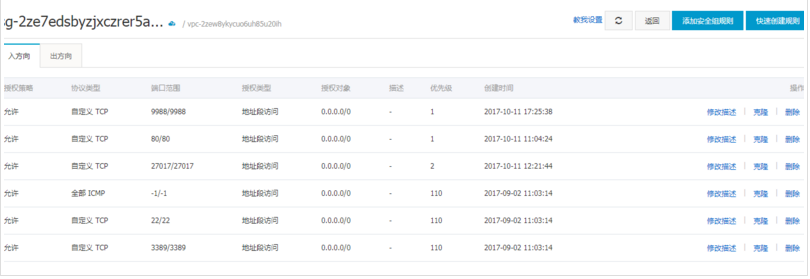 sg-2ze7edsbyzjxczrer5a... / vpc-2zew8ykycuo6uh85u20ih 教我设置 返回 添加安全组规则 快速创建规则
入方向 出方向
授权策略 协议类型 端口范围 授权类型 授权对象 描述 优先级 创建时间 操作
允许 自定义 TCP 9988/9988 地址段访问 0.0.0.0/0 - 1 2017-10-11 17:25:38 修改描述 | 克隆 | 删除
允许 自定义 TCP 80/80 地址段访问 0.0.0.0/0 - 1 2017-10-11 11:04:24 修改描述 | 克隆 | 删除
允许 自定义 TCP 27017/27017 地址段访问 0.0.0.0/0 - 2 2017-10-11 12:21:44 修改描述 | 克隆 | 删除
允许 全部 ICMP -1/-1 地址段访问 0.0.0.0/0 - 110 2017-09-02 11:03:14 修改描述 | 克隆 | 删除
允许 自定义 TCP 22/22 地址段访问 0.0.0.0/0 - 110 2017-09-02 11:03:14 修改描述 | 克隆 | 删除
允许 自定义 TCP 3389/3389 地址段访问 0.0.0.0/0 - 110 2017-09-02 11:03:14 修改描述 | 克隆 | 删除